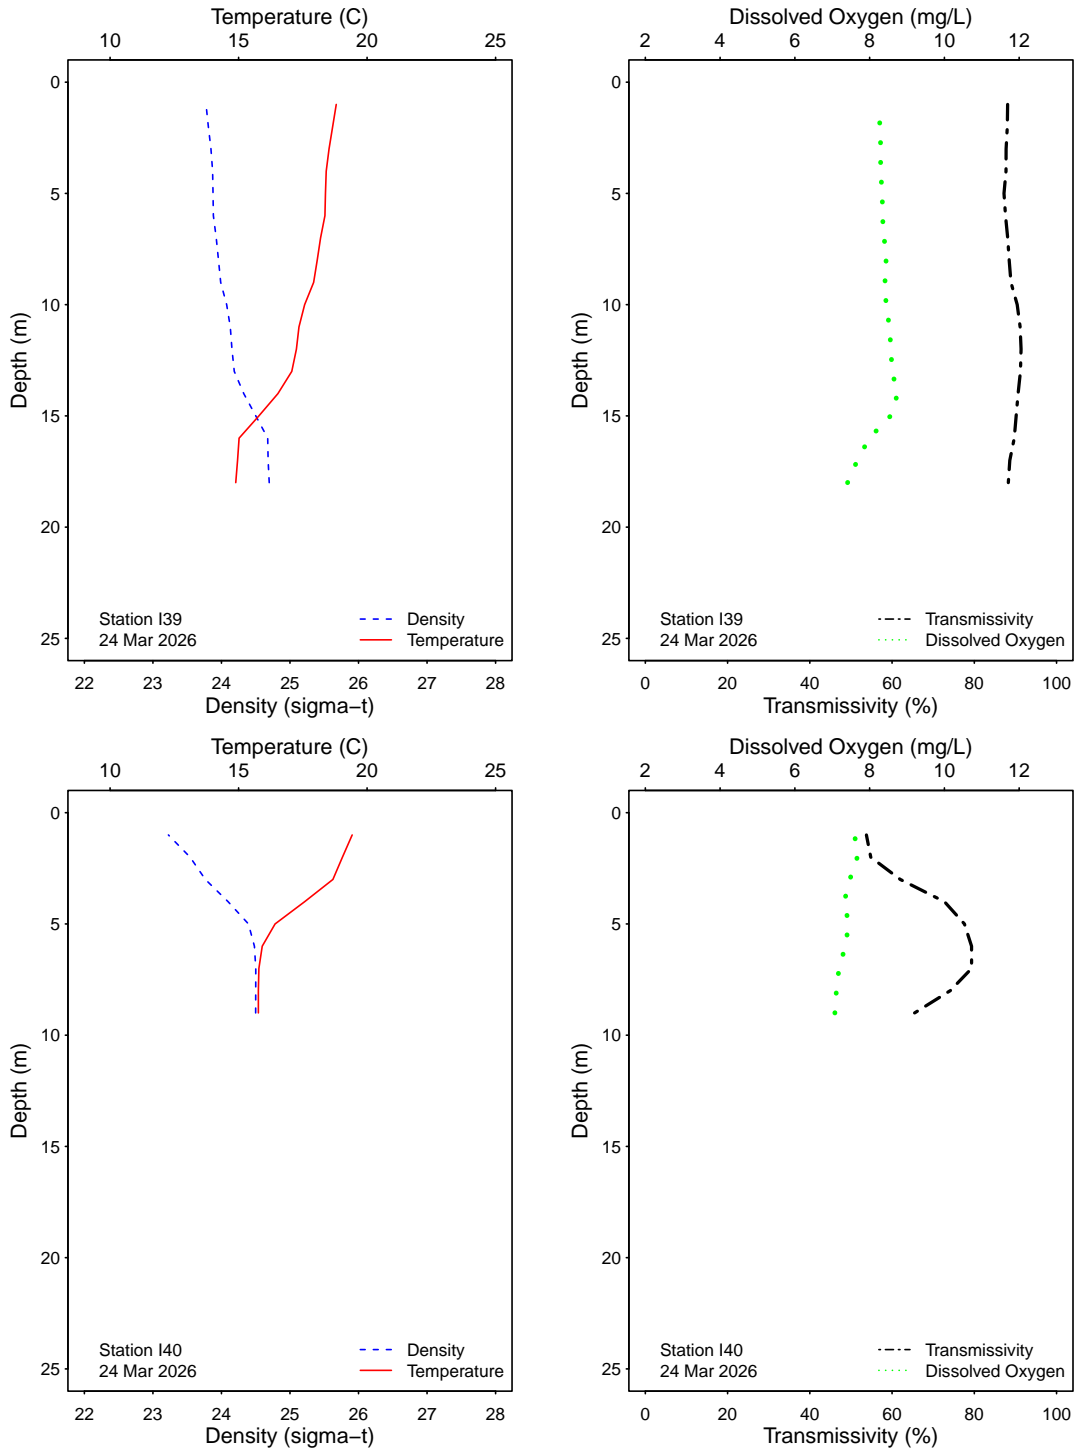 Temperature (C)
10 15 20 25
0
5
10
15
20
25
Depth (m)
Station I39
24 Mar 2026
Density
Temperature
22 23 24 25 26 27 28
Density (sigma−t)
Dissolved Oxygen (mg/L)
2 4 6 8 10 12
0
5
10
15
20
25
Depth (m)
Station I39
24 Mar 2026
Transmissivity
Dissolved Oxygen
0 20 40 60 80 100
Transmissivity (%)
Temperature (C)
10 15 20 25
0
5
10
15
20
25
Depth (m)
Station I40
24 Mar 2026
Density
Temperature
22 23 24 25 26 27 28
Density (sigma−t)
Dissolved Oxygen (mg/L)
2 4 6 8 10 12
0
5
10
15
20
25
Depth (m)
Station I40
24 Mar 2026
Transmissivity
Dissolved Oxygen
0 20 40 60 80 100
Transmissivity (%)